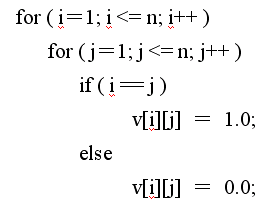 for ( i=1; i <= n; i++ )
for ( j=1; j <= n; j++ )
if ( i == j )
v[i][j] = 1.0;
else
v[i][j] = 0.0;